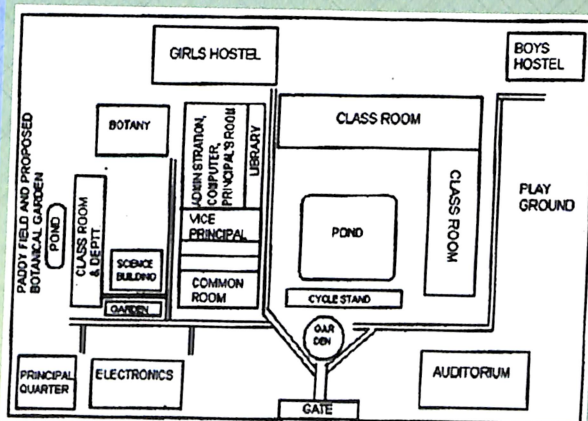 GIRLS HOSTEL
BOYS
HOSTEL
BOTANY
ADMINISTRATION,
COMPUTER,
PRINCIPAL'S ROOM
LIBRARY
CLASS ROOM
CLASS ROOM
PLAY
GROUND
PADDY FIELD AND PROPOSED
BOTANICAL GARDEN
POND
CLASS ROOM
& DEPTT
SCIENCE
BUILDING
GARDEN
VICE
PRINCIPAL
COMMON
ROOM
POND
CYCLE STAND
GAR
DEN
PRINCIPAL
QUARTER
ELECTRONICS
AUDITORIUM
GATE